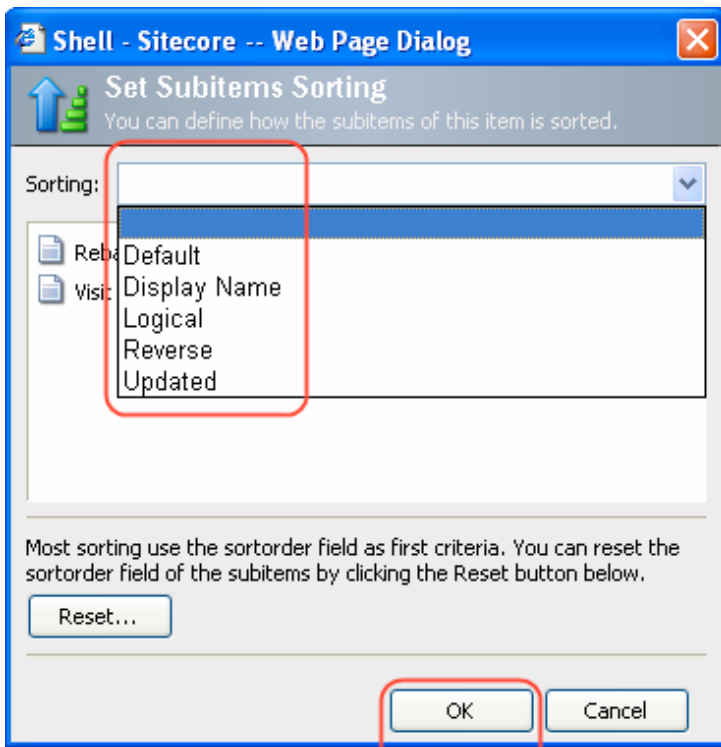 Shell - Sitecore -- Web Page Dialog
Set Subitems Sorting
You can define how the subitems of this item is sorted.
Sorting:
Default
Display Name
Logical
Reverse
Updated
Most sorting use the sortorder field as first criteria. You can reset the
sortorder field of the subitems by clicking the Reset button below.
Reset...
OK Cancel